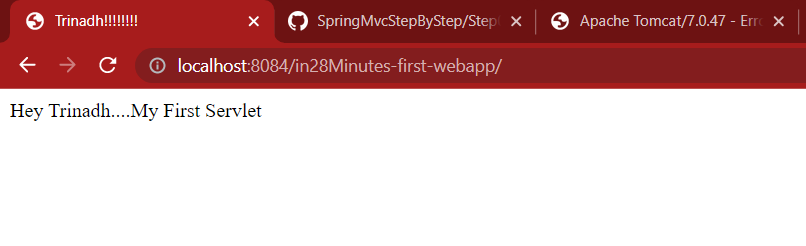 Trinadh!!!!!!!!
SpringMvcStepByStep/Step
Apache Tomcat/7.0.47 - Erro
localhost:8084/in28Minutes-first-webapp/
Hey Trinadh....My First Servlet